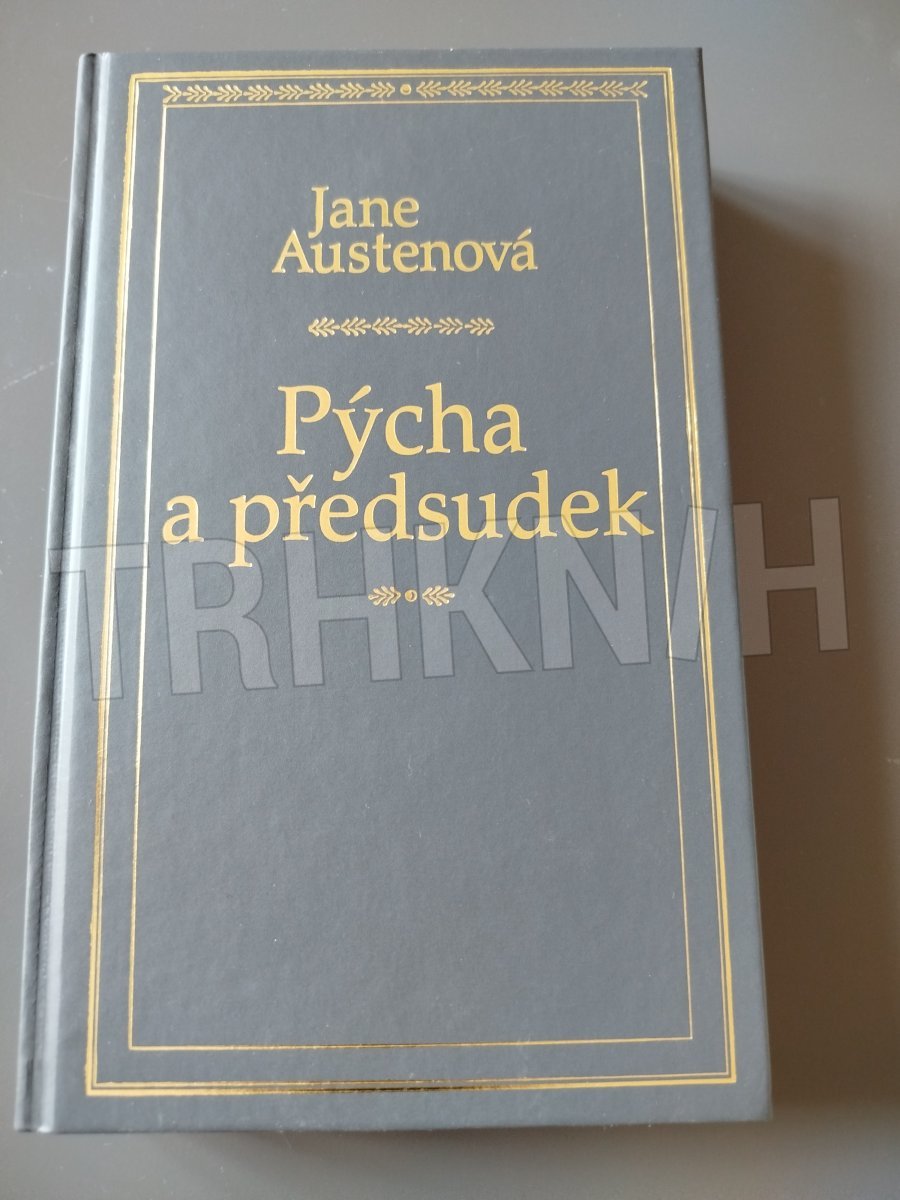 Jane
Austenová
Pýcha
a předsudek
TRHKNIH